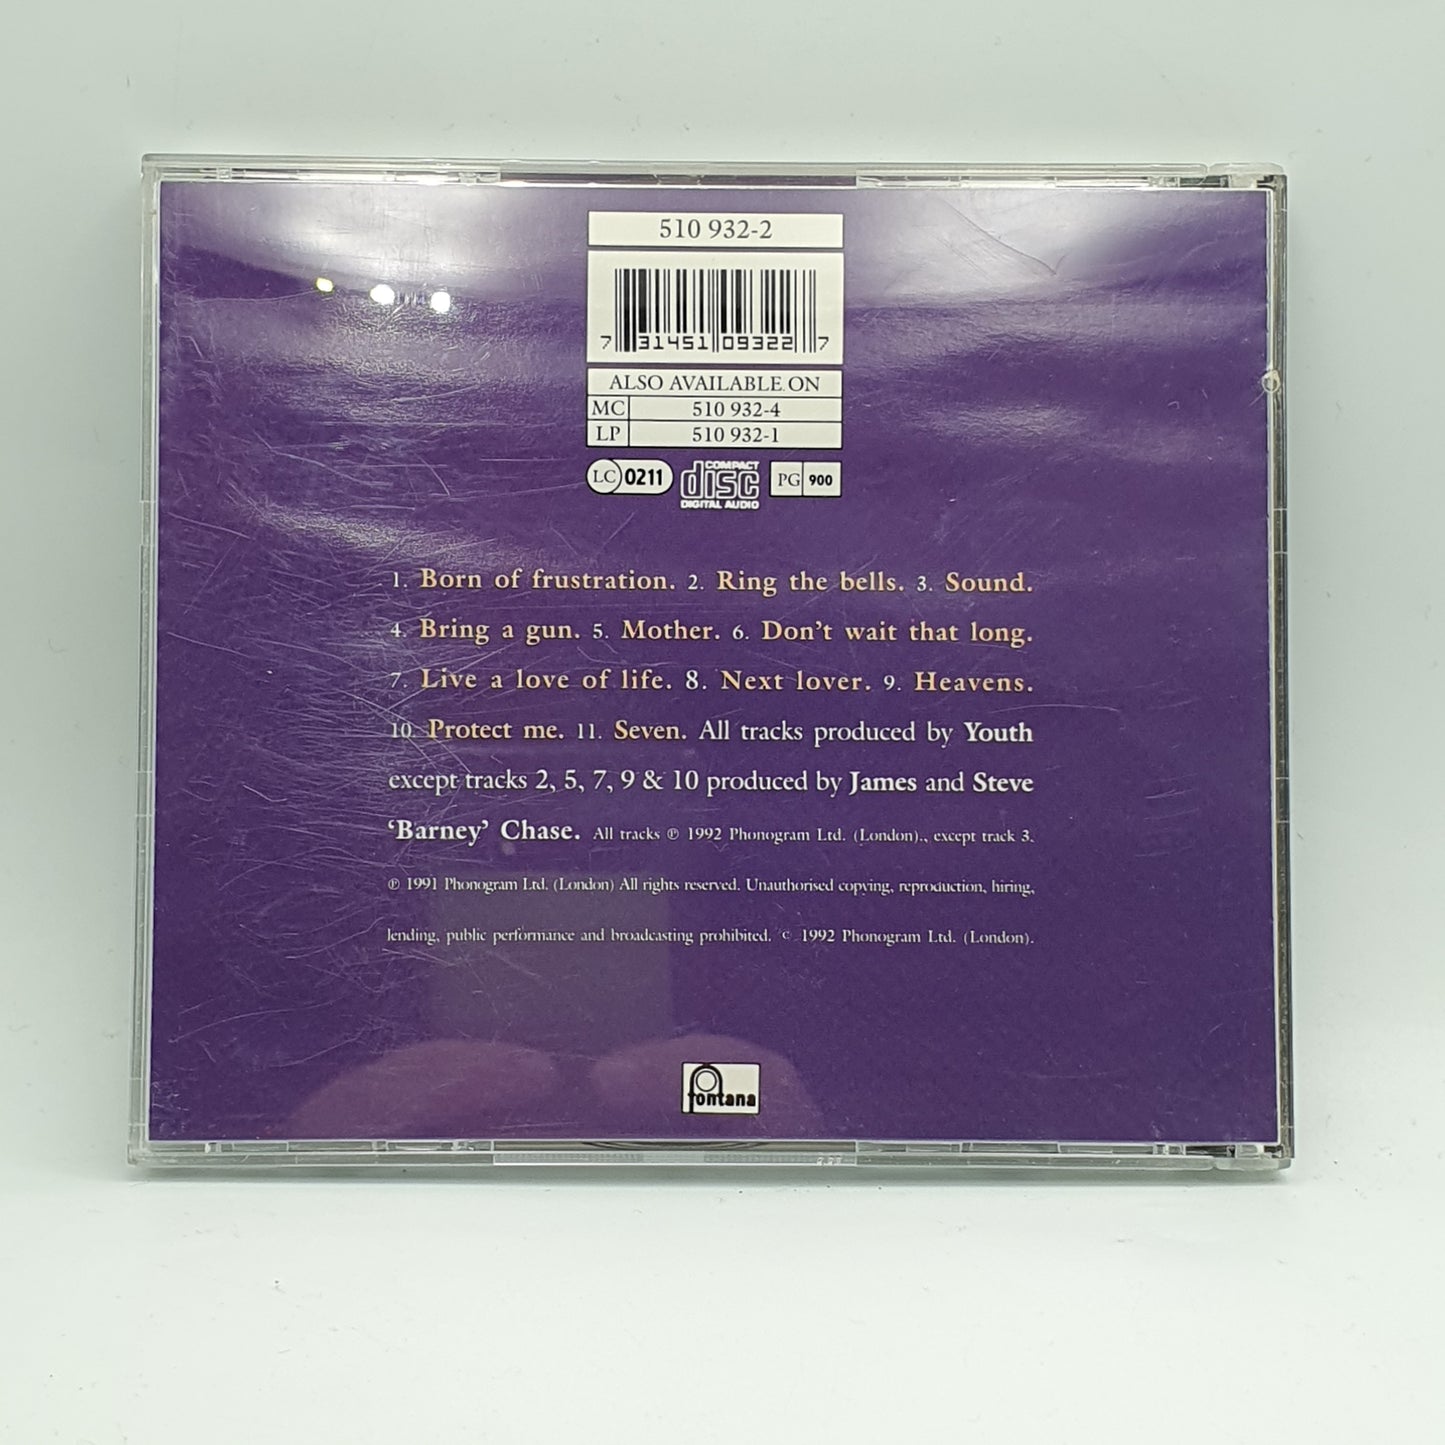 510 932-2
7 31451 09322 7
ALSO AVAILABLE ON
MC 510 932-4
LP 510 932-1
LC 0211 COMPACT disc DIGITAL AUDIO PG 900
1. Born of frustration. 2. Ring the bells. 3. Sound.
4. Bring a gun. 5. Mother. 6. Don't wait that long.
7. Live a love of life. 8. Next lover. 9. Heavens.
10. Protect me. 11. Seven. All tracks produced by Youth
except tracks 2, 5, 7, 9 & 10 produced by James and Steve
‘Barney’ Chase. All tracks ℗ 1992 Phonogram Ltd. (London)., except track 3.
℗ 1991 Phonogram Ltd. (London) All rights reserved. Unauthorised copying, reproduction, hiring,
lending, public performance and broadcasting prohibited. © 1992 Phonogram Ltd. (London).
fontana